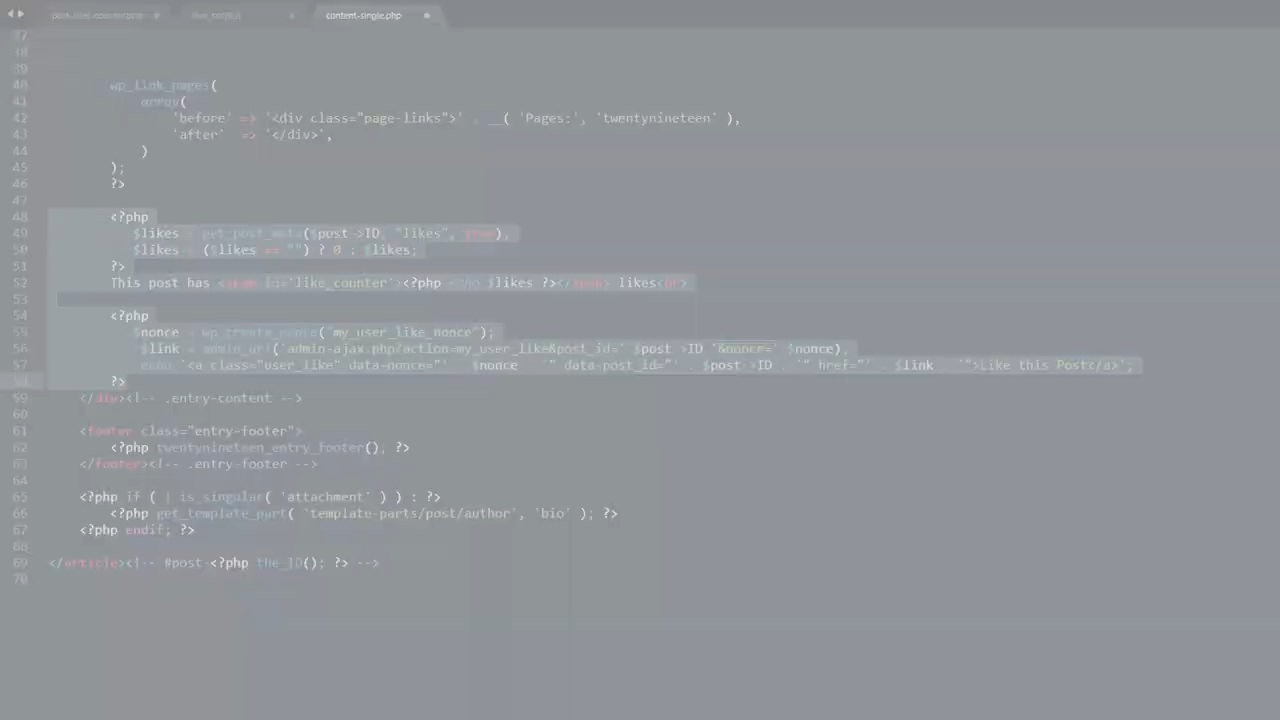 content-single.php
37
38
39
40 wp_link_pages(
41 array(
42 'before' => '<div class="page-links">' . __( 'Pages:', 'twentynineteen' ),
43 'after' => '</div>',
44 )
45 );
46 ?>
47
48 <?php
49 $likes = get_post_meta($post->ID, "likes", true);
50 $likes = ($likes == "") ? 0 : $likes;
51 ?>
52 This post has <span id='like_counter'><?php echo $likes ?></span> likes<br>
53
54 <?php
55 $nonce = wp_create_nonce("my_user_like_nonce");
56 $link = admin_url('admin-ajax.php?action=my_user_like&post_id=' $post->ID '&nonce=' $nonce);
57 echo '<a class="user_like" data-nonce="' . $nonce . '" data-post_id="' . $post->ID . '" href="' . $link . '">Like this Post</a>';
58 ?>
59 </div><!-- .entry-content -->
60
61 <footer class="entry-footer">
62 <?php twentynineteen_entry_footer(); ?>
63 </footer><!-- .entry-footer -->
64
65 <?php if ( ! is_singular( 'attachment' ) ) : ?>
66 <?php get_template_part( 'template-parts/post/author', 'bio' ); ?>
67 <?php endif; ?>
68
69 </article><!-- #post-<?php the_ID(); ?> -->
70